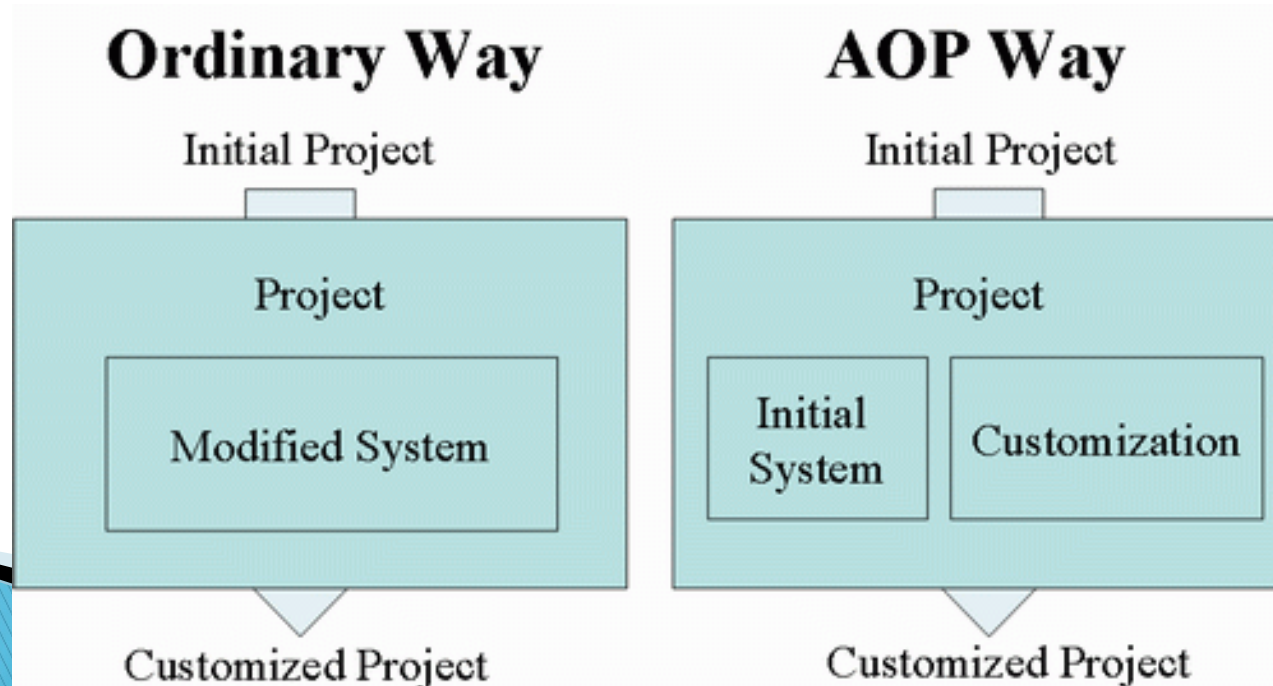 Ordinary Way
Initial Project
Project
Modified System
Customized Project
AOP Way
Initial Project
Project
Initial
System
Customization
Customized Project